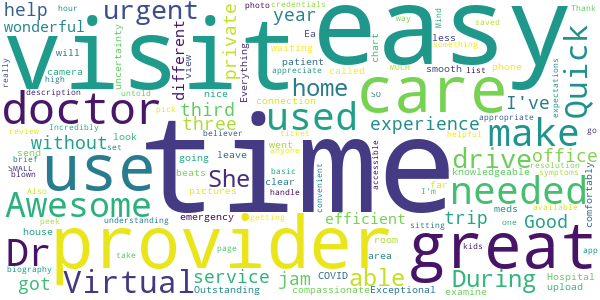 help urgent year private photo credentials hour way Mind saved Thank
wonderful will different view waiting Ea less something easy
visit camera high description really untold uncertainty Everything nice patient called appreciate smooth MUCH list chart phone so
doctor third home care I've Quick
Incredibly blown without look three connection used experience make appropriate expectations go
review believer set beats send brief SMALL time ticket anyone helpful resolution
use She going leave clear basic handle convenient accessible I'm far drive office knowledgeable symptoms
Awesome pictures emergency efficient needed available comfortably
Also peek pick house understanding getting sitting trip meds one Good
Dr provider room area kids great
biography take page able During
got Virtual service jam COVID Hospital app
Outstanding compassionate Exceptional examine upload